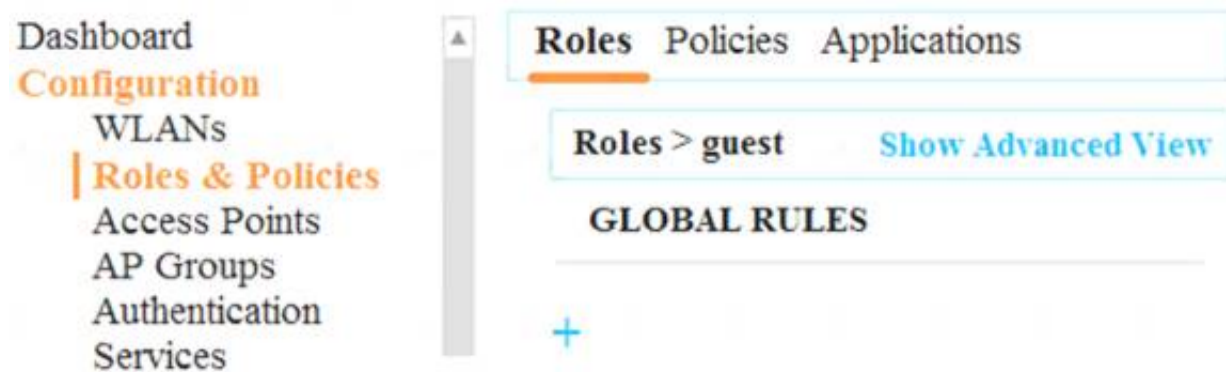 Dashboard
Configuration
WLANs
Roles & Policies
Access Points
AP Groups
Authentication
Services
Roles Policies Applications
Roles > guest Show Advanced View
GLOBAL RULES
+